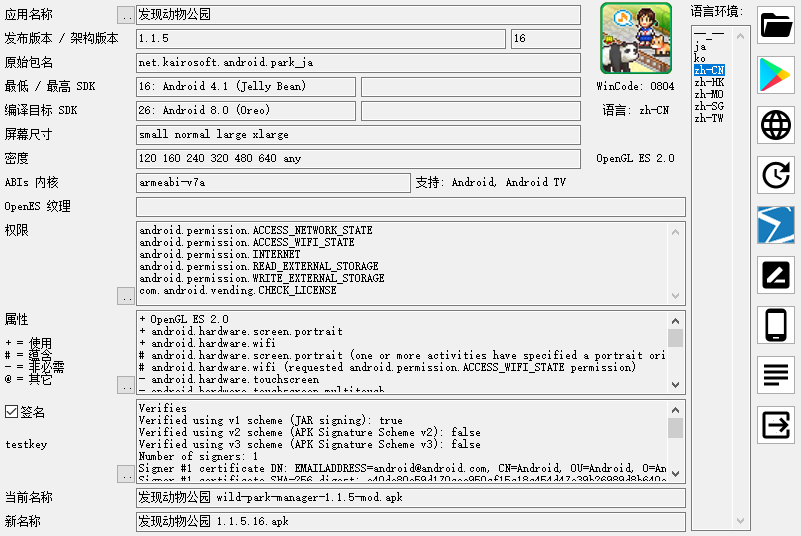 应用名称
..
发现动物公园
发布版本 / 架构版本
1.1.5
16
原始包名
net.kairosoft.android.park_ja
最低 / 最高 SDK
16: Android 4.1 (Jelly Bean)
WinCode: 0804
编译目标 SDK
26: Android 8.0 (Oreo)
语言: zh-CN
屏幕尺寸
small normal large xlarge
密度
120 160 240 320 480 640 any
OpenGL ES 2.0
ABIs 内核
armeabi-v7a
支持: Android, Android TV
OpenES 纹理
权限
android.permission.ACCESS_NETWORK_STATE
android.permission.ACCESS_WIFI_STATE
android.permission.INTERNET
android.permission.READ_EXTERNAL_STORAGE
android.permission.WRITE_EXTERNAL_STORAGE
com.android.vending.CHECK_LICENSE
..
属性
+ = 使用
# = 蕴含
- = 非必需
@ = 其它
+ OpenGL ES 2.0
+ android.hardware.screen.portrait
+ android.hardware.wifi
# android.hardware.screen.portrait (one or more activities have specified a portrait ori
# android.hardware.wifi (requested android.permission.ACCESS_WIFI_STATE permission)
- android.hardware.touchscreen
- android.hardware.touchscreen.multitouch
..
签名
testkey
Verifies
Verified using v1 scheme (JAR signing): true
Verified using v2 scheme (APK Signature Scheme v2): false
Verified using v3 scheme (APK Signature Scheme v3): false
Number of signers: 1
Signer #1 certificate DN: EMAILADDRESS=android@android.com, CN=Android, OU=Android, O=An
Signer #1 certificate SHA-256 digest:
..
当前名称
发现动物公园 wild-park-manager-1.1.5-mod.apk
新名称
发现动物公园 1.1.5.16.apk
语言环境:
--_--
ja
ko
zh-CN
zh-HK
zh-MO
zh-SG
zh-TW